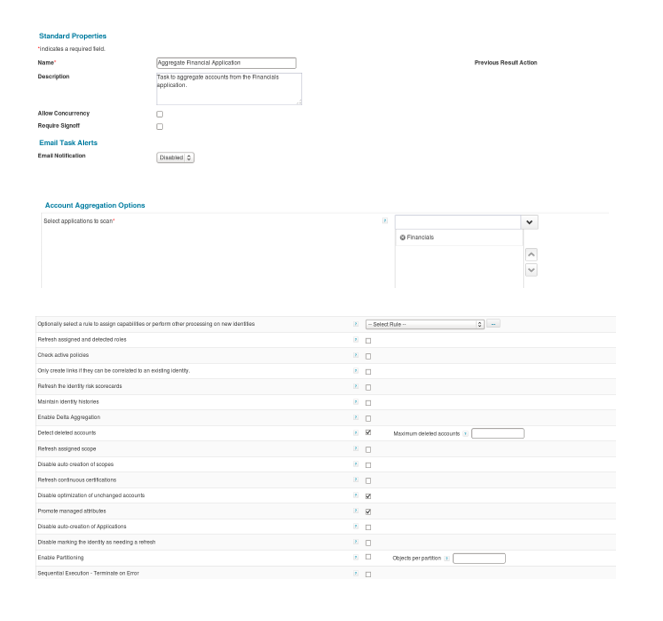 Standard Properties
*Indicates a required field.
Name*
Aggregate Financial Application
Previous Result Action
Description
Task to aggregate accounts from the Financials
application.
Allow Concurrency
Require Signoff
Email Task Alerts
Email Notification
Disabled
Account Aggregation Options
Select applications to scan*
Financials
Optionally select a rule to assign capabilities or perform other processing on new identities
-- Select Rule --
...
Refresh assigned and detected roles
Check active policies
Only create links if they can be correlated to an existing identity.
Refresh the identity risk scorecards
Maintain identity histories
Enable Delta Aggregation
Detect deleted accounts
Maximum deleted accounts
Refresh assigned scope
Disable auto creation of scopes
Refresh continuous certifications
Disable optimization of unchanged accounts
Promote managed attributes
Disable auto-creation of Applications
Disable marking the identity as needing a refresh
Enable Partitioning
Objects per partition
Sequential Execution - Terminate on Error